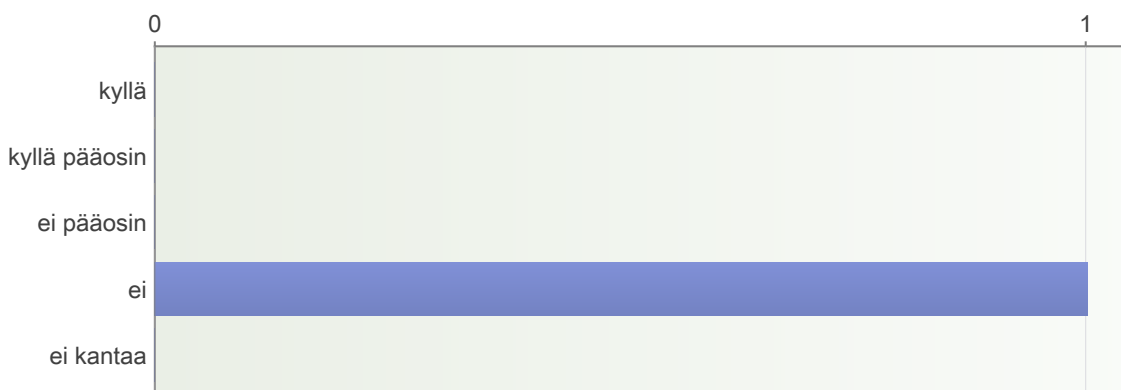 0 1
kyllä
kyllä pääosin
ei pääosin
ei
ei kantaa